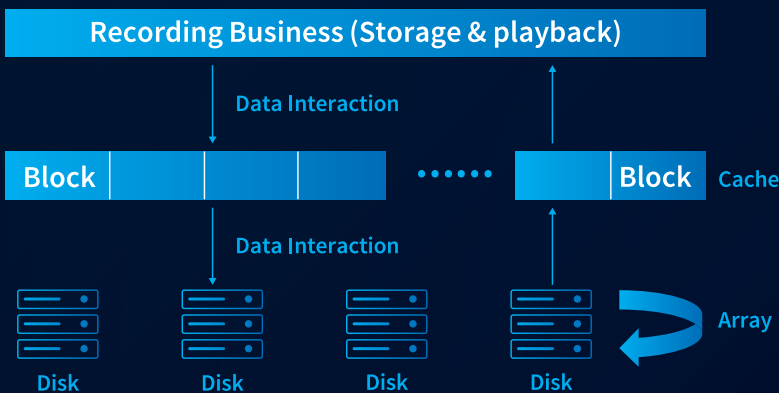 Recording Business (Storage & playback)
Data Interaction
Block
Block
Cache
Data Interaction
Array
Disk
Disk
Disk
Disk